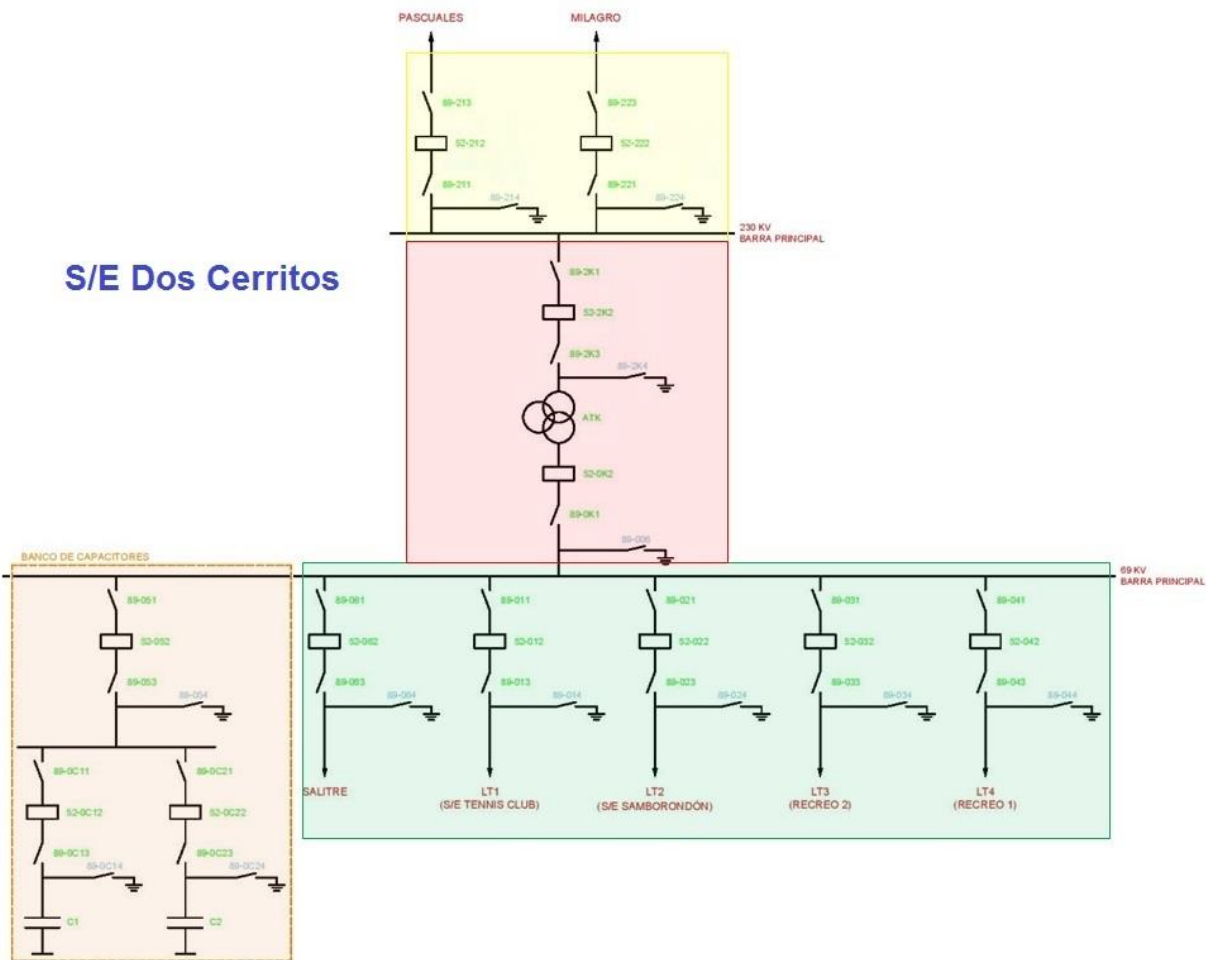 PASCUALES
MILAGRO
89-213
89-223
52-212
52-222
89-211
89-221
89-214
89-224
230 KV
BARRA PRINCIPAL
S/E Dos Cerritos
89-2K1
52-2K2
89-2K3
89-2K4
ATK
52-0K2
89-0K1
89-006
BANCO DE CAPACITORES
69 KV
BARRA PRINCIPAL
89-051
89-061
89-011
89-021
89-031
89-041
52-052
52-062
52-012
52-022
52-032
52-042
89-053
89-063
89-013
89-023
89-033
89-043
89-054
89-064
89-014
89-024
89-034
89-044
89-0C11
89-0C21
SALITRE
LT1
(S/E TENNIS CLUB)
LT2
(S/E SAMBORONDÓN)
LT3
(RECREO 2)
LT4
(RECREO 1)
52-0C12
52-0C22
89-0C13
89-0C23
89-0C14
89-0C24
C1
C2